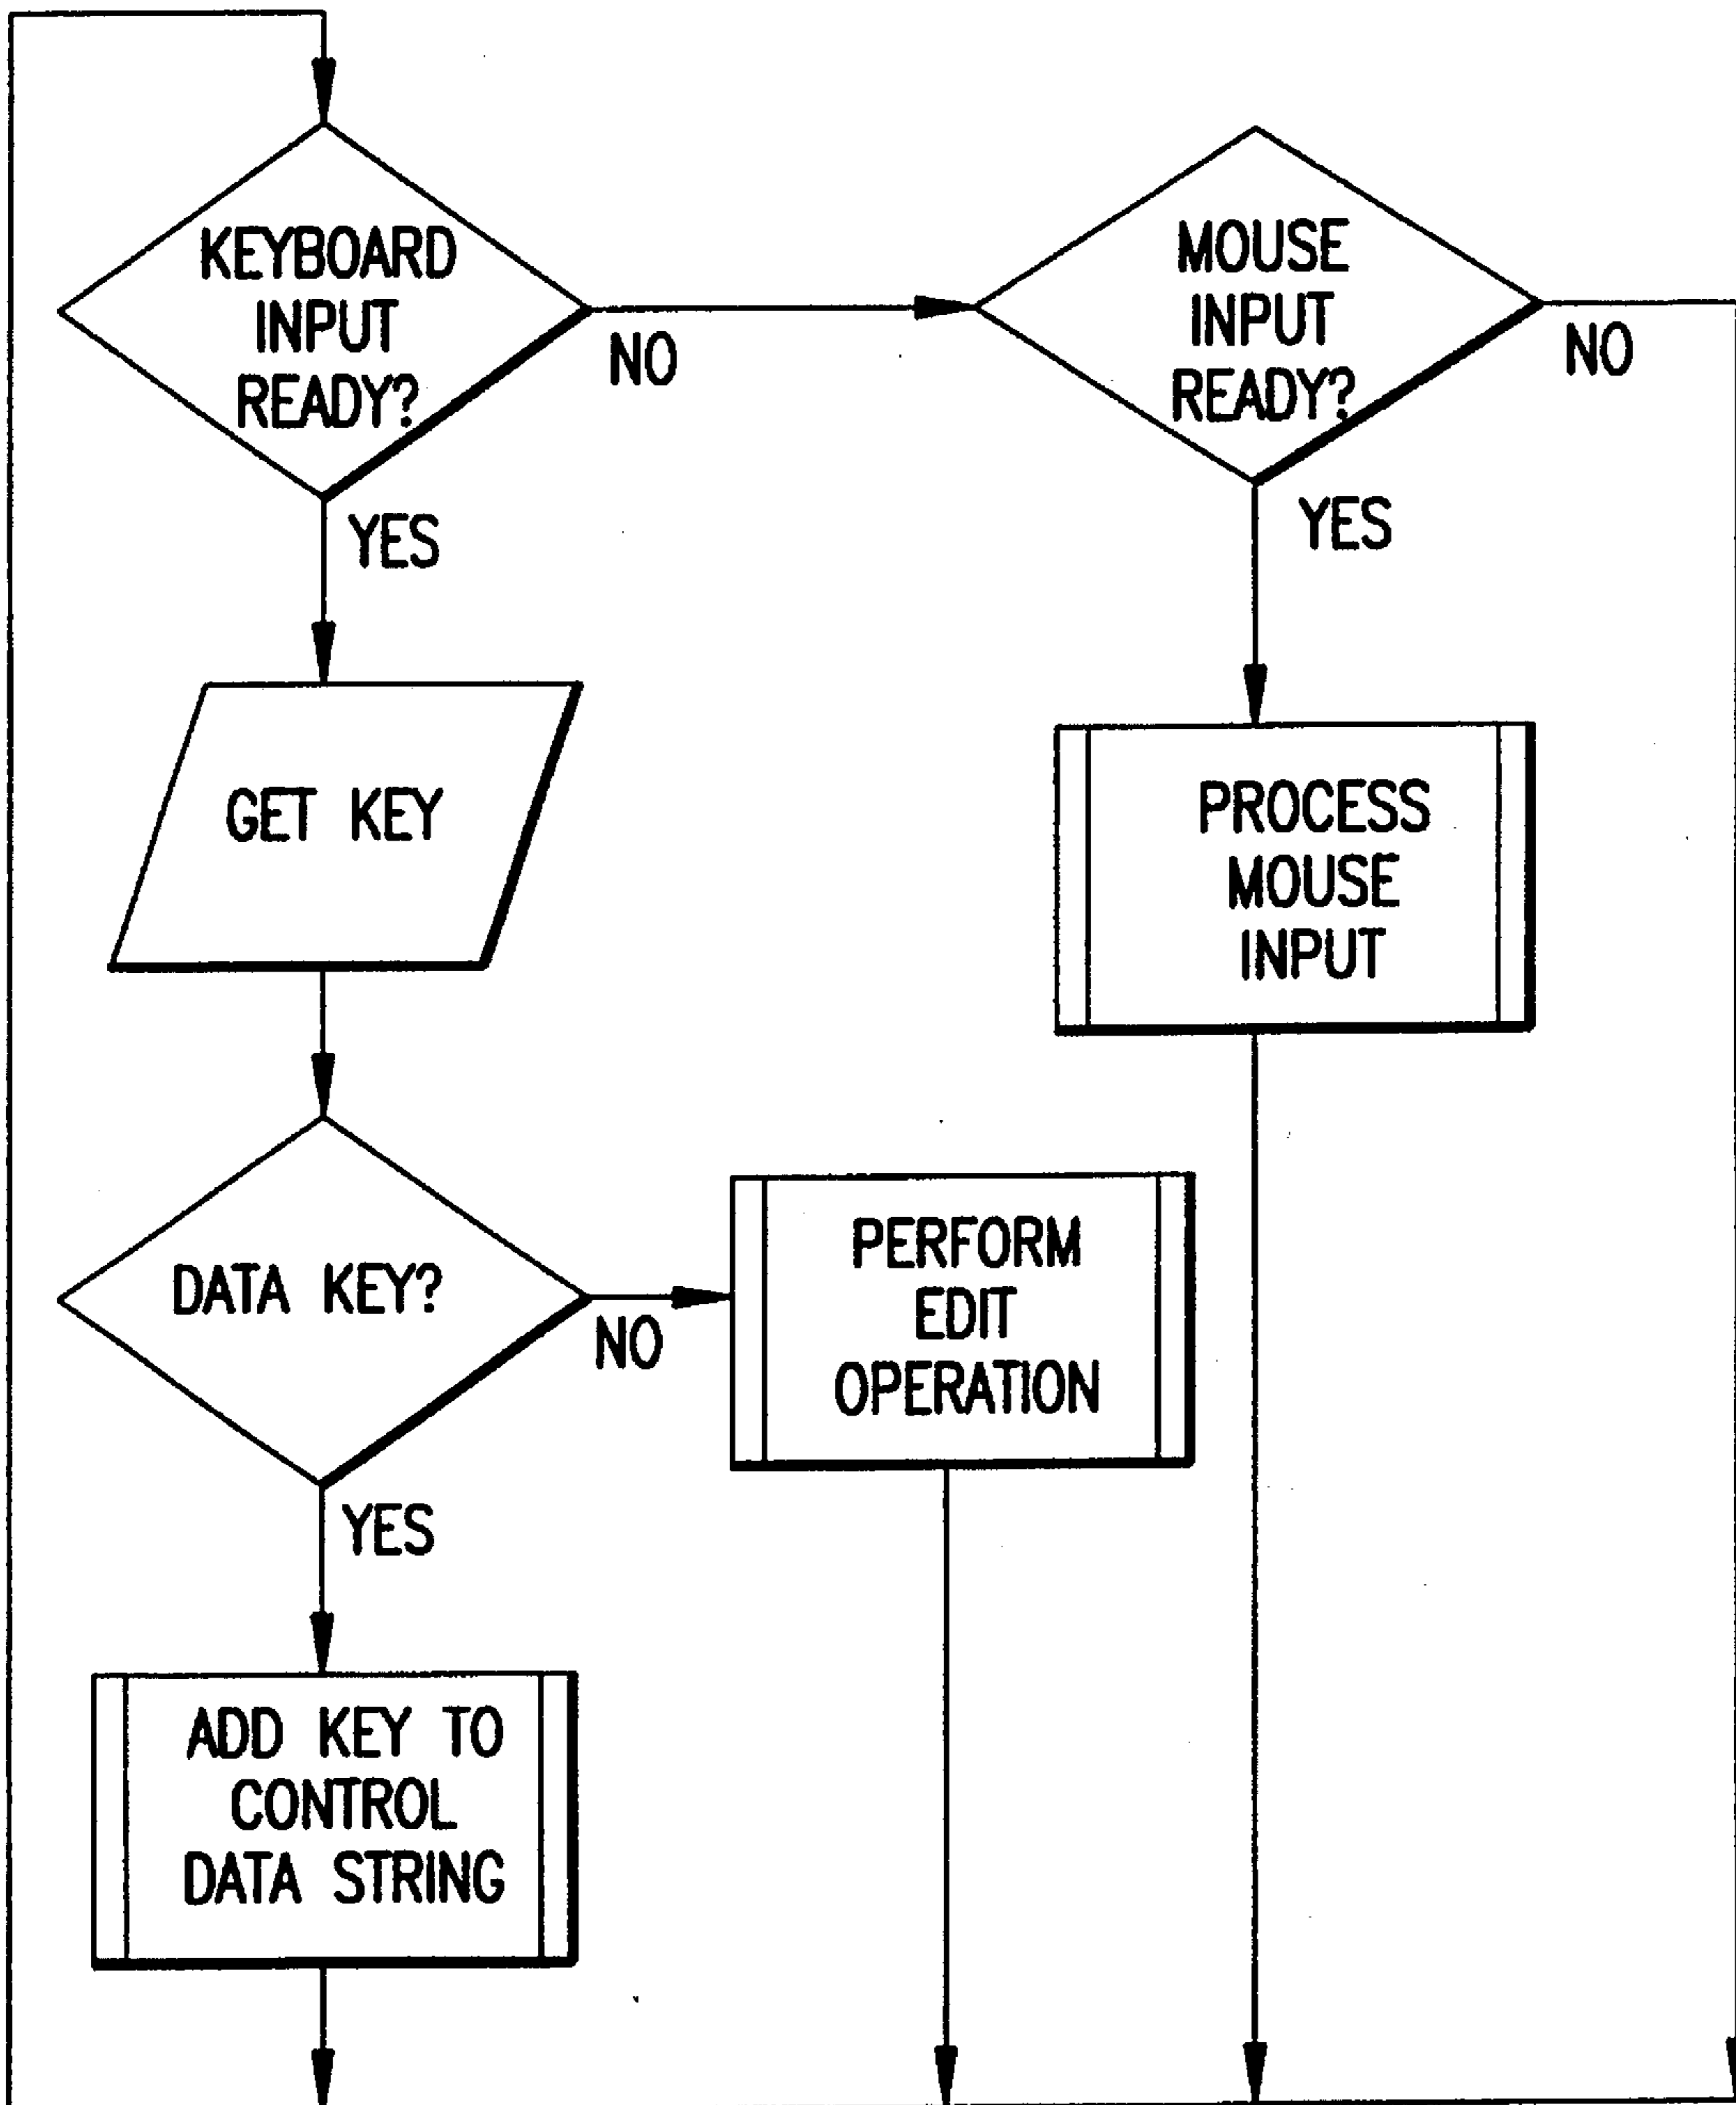 KEYBOARD
INPUT
READY?
NO
YES
MOUSE
INPUT
READY?
NO
YES
GET KEY
PROCESS
MOUSE
INPUT
DATA KEY?
NO
YES
PERFORM
EDIT
OPERATION
ADD KEY TO
CONTROL
DATA STRING